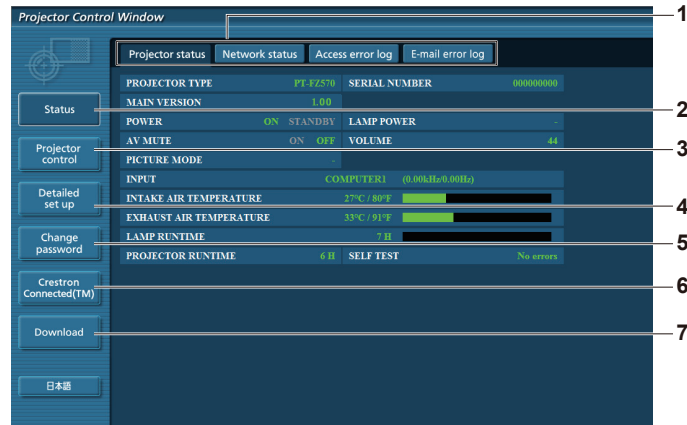 Projector Control Window
1
Projector status Network status Access error log E-mail error log
PROJECTOR TYPE PT-FZ570 SERIAL NUMBER 000000000
MAIN VERSION 1.00
Status
2
POWER ON STANDBY LAMP POWER -
AV MUTE ON OFF VOLUME 44
Projector
control
3
PICTURE MODE -
INPUT COMPUTER1 (0.00kHz/0.00Hz)
Detailed
set up
4
INTAKE AIR TEMPERATURE 27°C / 80°F
EXHAUST AIR TEMPERATURE 33°C / 91°F
Change
password
5
LAMP RUNTIME 7 H
PROJECTOR RUNTIME 6 H SELF TEST No errors
Crestron
Connected(TM)
6
Download
7
日本語